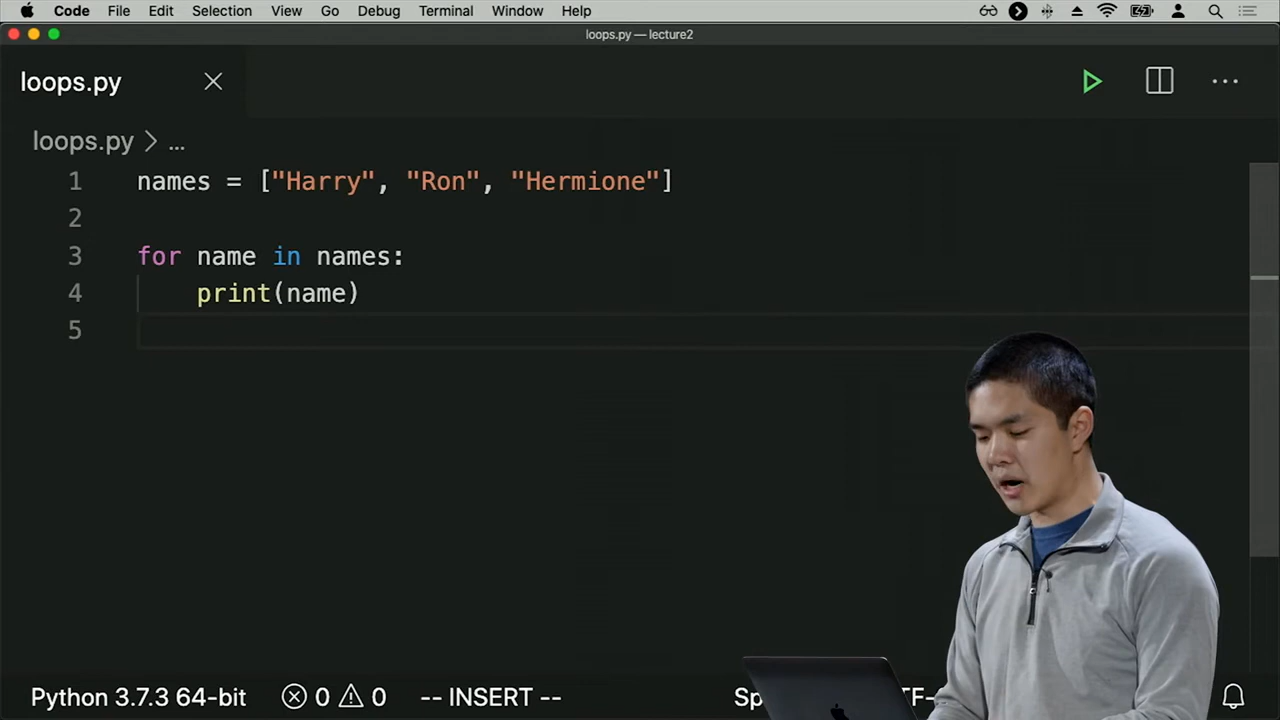 Code File Edit Selection View Go Debug Terminal Window Help
loops.py — lecture2
loops.py
loops.py > ...
1 names = ["Harry", "Ron", "Hermione"]
2
3 for name in names:
4 print(name)
5
Python 3.7.3 64-bit 0 0 -- INSERT --